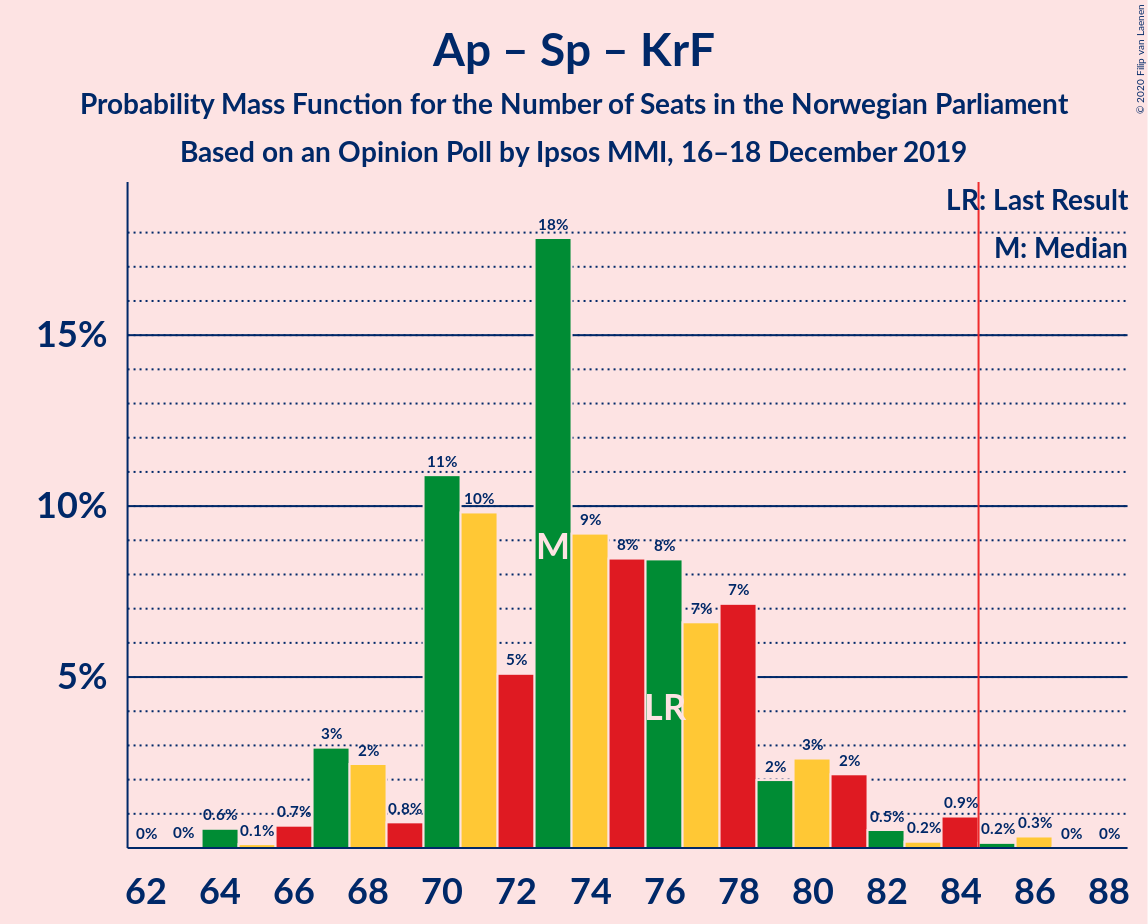 Ap – Sp – KrF
Probability Mass Function for the Number of Seats in the Norwegian Parliament
Based on an Opinion Poll by Ipsos MMI, 16–18 December 2019
© 2020 Filip van Laenen
LR: Last Result
M: Median
15%
10%
5%
0% 0% 0.6% 0.1% 0.7% 3% 2% 0.8% 11% 10% 5% 18% 9% 8% 8% 7% 7% 2% 3% 2% 0.5% 0.2% 0.9% 0.2% 0.3% 0% 0%
M
LR
62 64 66 68 70 72 74 76 78 80 82 84 86 88